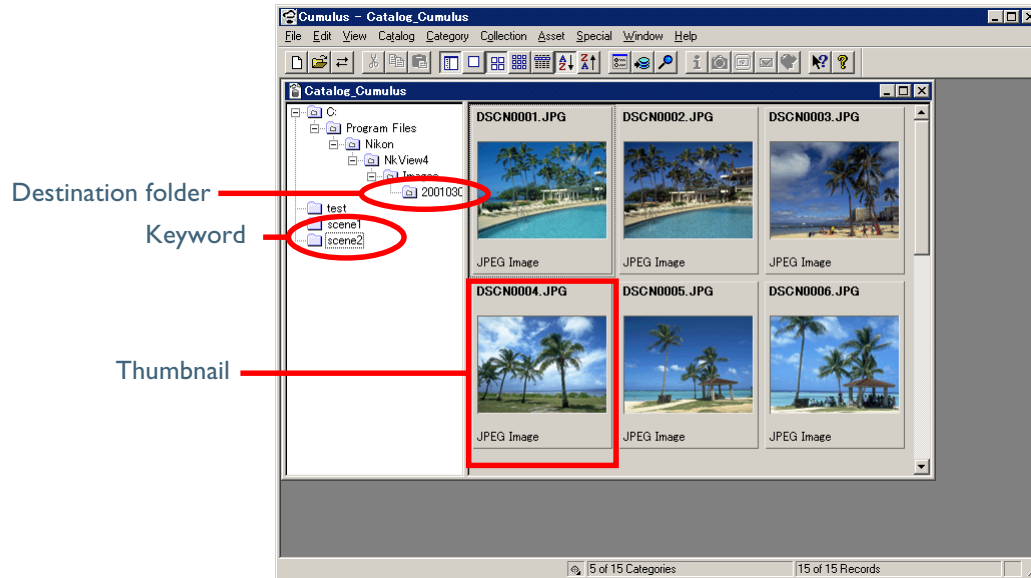 Cumulus - Catalog_Cumulus
File Edit View Catalog Category Collection Asset Special Window Help
Catalog_Cumulus
C:
Program Files
Nikon
NkView4
Images
2001030
test
scene1
scene2
Destination folder
Keyword
Thumbnail
DSCN0001.JPG DSCN0002.JPG DSCN0003.JPG
JPEG Image JPEG Image JPEG Image
DSCN0004.JPG DSCN0005.JPG DSCN0006.JPG
JPEG Image JPEG Image JPEG Image
5 of 15 Categories 15 of 15 Records